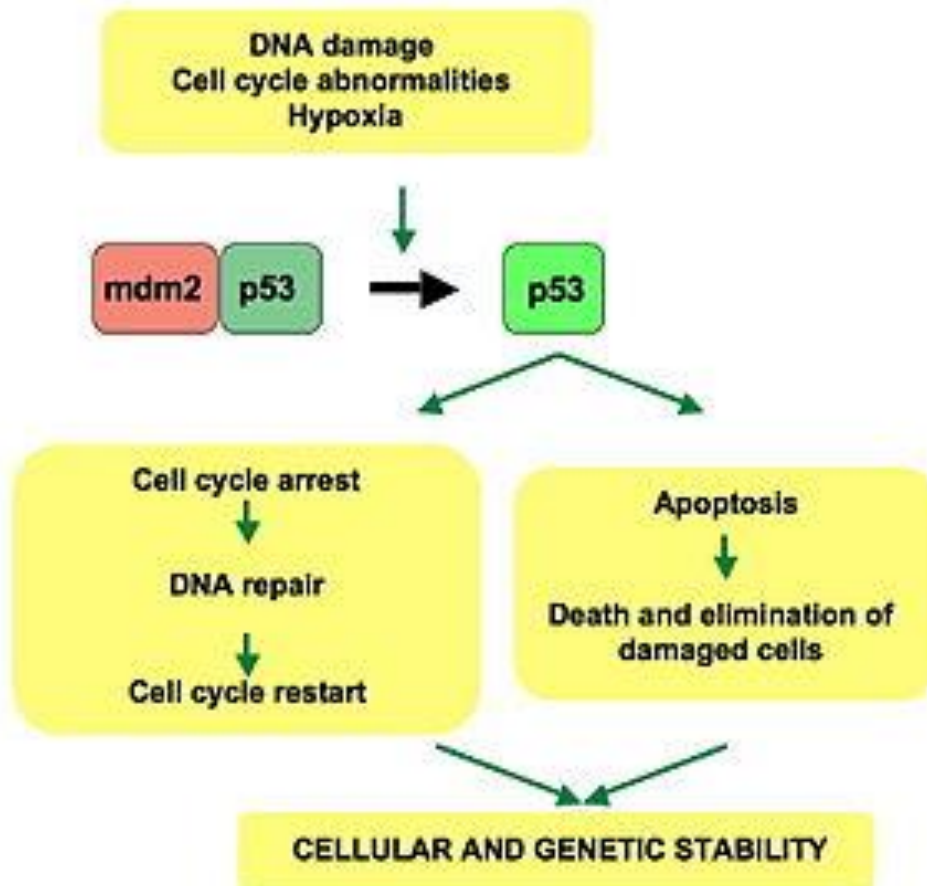 DNA damage
Cell cycle abnormalities
Hypoxia
mdm2 p53
p53
Cell cycle arrest
DNA repair
Cell cycle restart
Apoptosis
Death and elimination of
damaged cells
CELLULAR AND GENETIC STABILITY